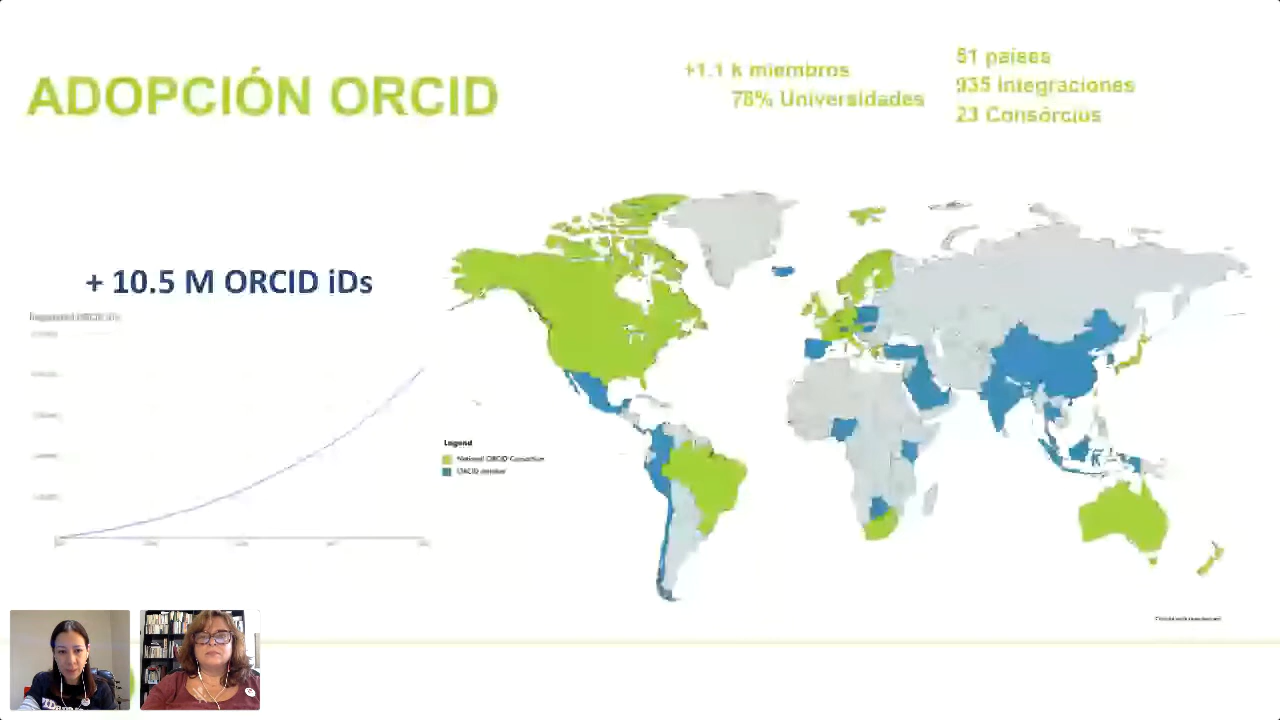 ADOPCIÓN ORCID
+1.1 k miembros
78% Universidades
51 países
935 Integraciones
23 Consórcius
+ 10.5 M ORCID iDs
Legend
National ORCID Consortium
ORCID member